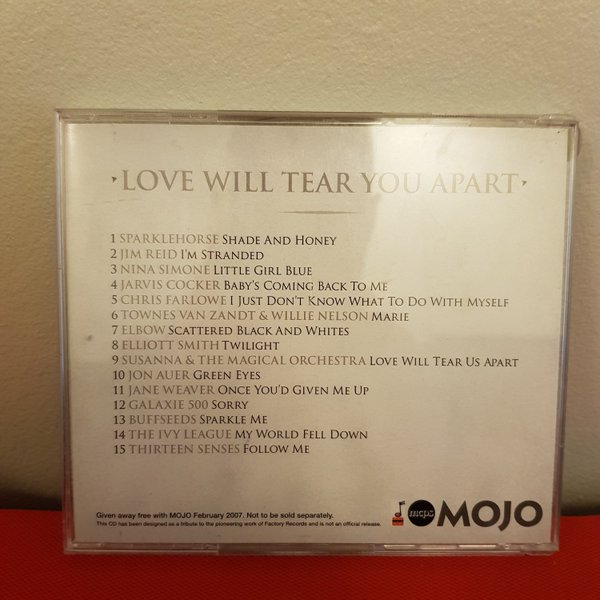 LOVE WILL TEAR YOU APART
1 SPARKLEHORSE SHADE AND HONEY
2 JIM REID I'M STRANDED
3 NINA SIMONE LITTLE GIRL BLUE
4 JARVIS COCKER BABY'S COMING BACK TO ME
5 CHRIS FARLOWE I JUST DON'T KNOW WHAT TO DO WITH MYSELF
6 TOWNES VAN ZANDT & WILLIE NELSON MARIE
7 ELBOW SCATTERED BLACK AND WHITES
8 ELLIOTT SMITH TWILIGHT
9 SUSANNA & THE MAGICAL ORCHESTRA LOVE WILL TEAR US APART
10 JON AUER GREEN EYES
11 JANE WEAVER ONCE YOU'D GIVEN ME UP
12 GALAXIE 500 SORRY
13 BUFFSEEDS SPARKLE ME
14 THE IVY LEAGUE MY WORLD FELL DOWN
15 THIRTEEN SENSES FOLLOW ME
Given away free with MOJO February 2007. Not to be sold separately.
This CD has been designed as a tribute to the pioneering work of Factory Records and is not an official release.
mcps MOJO